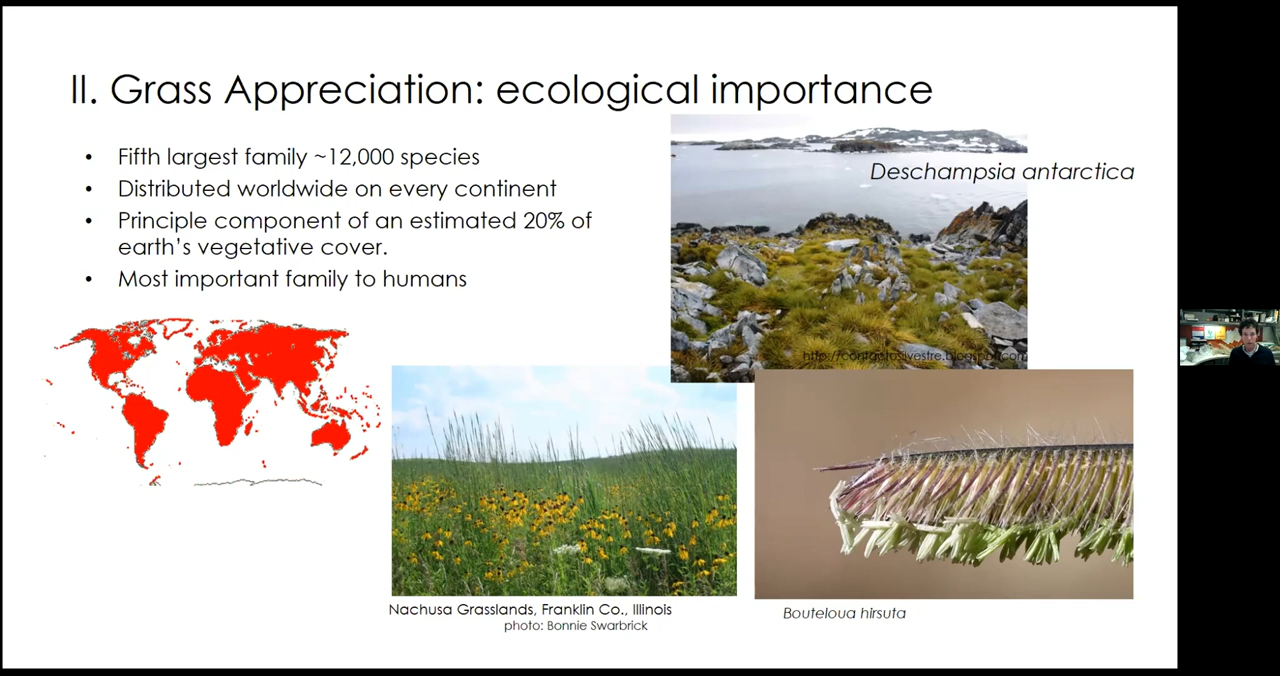 II. Grass Appreciation: ecological importance
• Fifth largest family ~12,000 species
• Distributed worldwide on every continent
• Principle component of an estimated 20% of
earth's vegetative cover.
• Most important family to humans
Deschampsia antarctica
http://contactosilvestre.blogspot.com
Nachusa Grasslands, Franklin Co., Illinois
photo: Bonnie Swarbrick
Bouteloua hirsuta